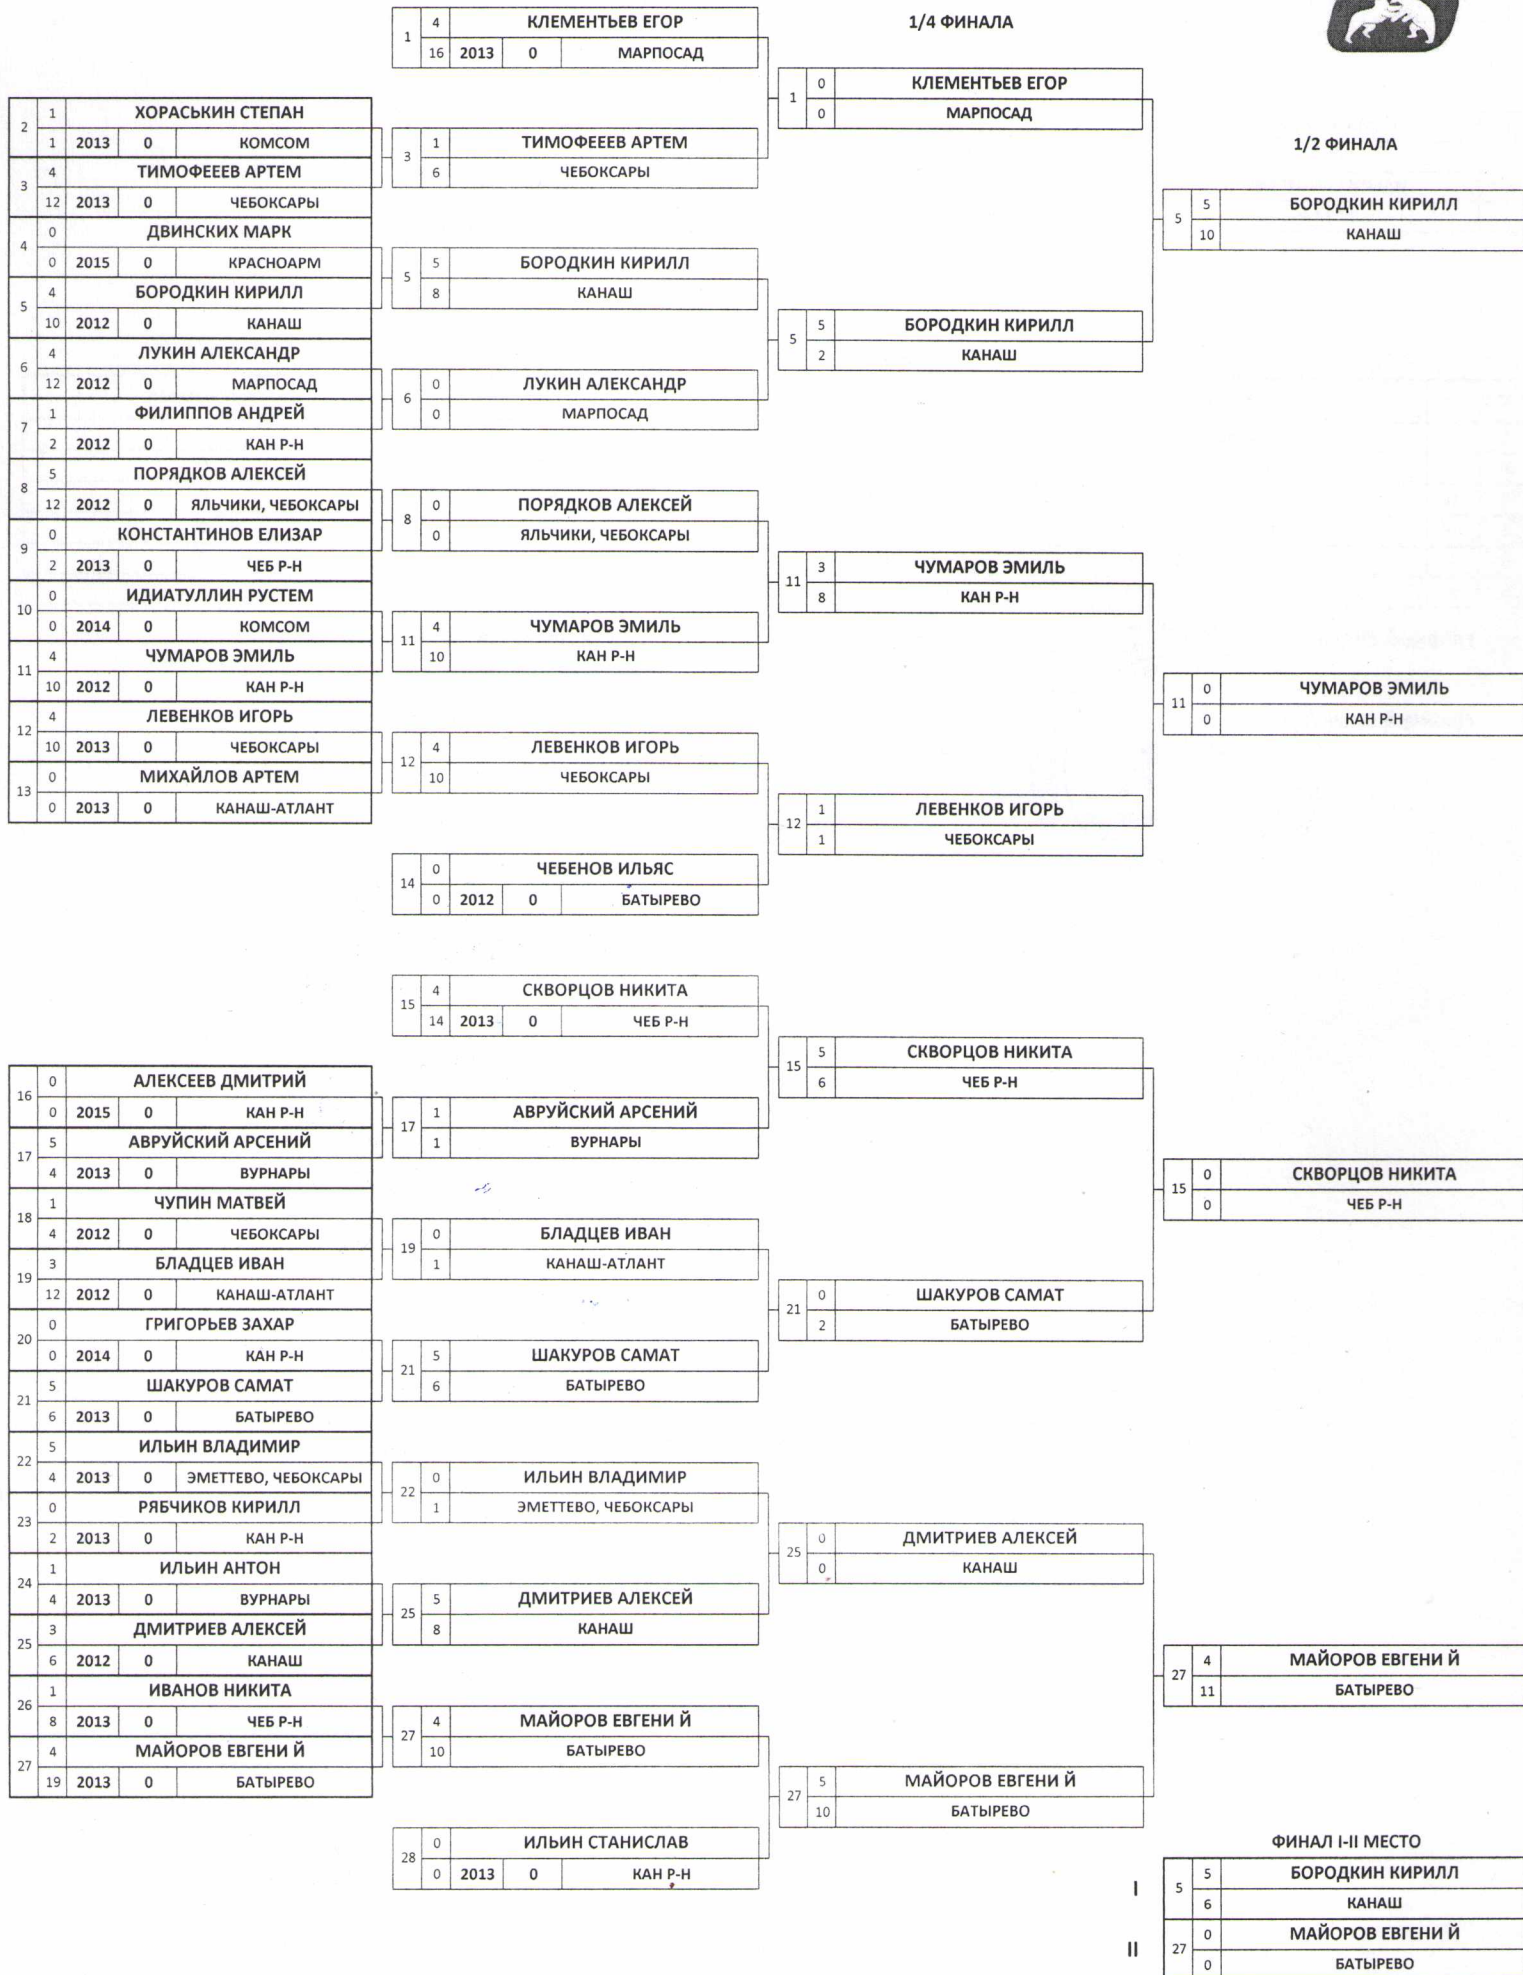 1/4 ФИНАЛА
1 4 КЛЕМЕНТЬЕВ ЕГОР
16 2013 0 МАРПОСАД
1 0 КЛЕМЕНТЬЕВ ЕГОР
0 МАРПОСАД
2 1 ХОРАСЬКИН СТЕПАН
1 2013 0 КОМСОМ
3 4 ТИМОФЕЕЕВ АРТЕМ
12 2013 0 ЧЕБОКСАРЫ
3 1 ТИМОФЕЕЕВ АРТЕМ
6 ЧЕБОКСАРЫ
1/2 ФИНАЛА
4 0 ДВИНСКИХ МАРК
0 2015 0 КРАСНОАРМ
5 4 БОРОДКИН КИРИЛЛ
10 2012 0 КАНАШ
5 5 БОРОДКИН КИРИЛЛ
8 КАНАШ
5 5 БОРОДКИН КИРИЛЛ
2 КАНАШ
5 5 БОРОДКИН КИРИЛЛ
10 КАНАШ
6 4 ЛУКИН АЛЕКСАНДР
12 2012 0 МАРПОСАД
7 1 ФИЛИППОВ АНДРЕЙ
2 2012 0 КАН Р-Н
6 0 ЛУКИН АЛЕКСАНДР
0 МАРПОСАД
8 5 ПОРЯДКОВ АЛЕКСЕЙ
12 2012 0 ЯЛЬЧИКИ, ЧЕБОКСАРЫ
9 0 КОНСТАНТИНОВ ЕЛИЗАР
2 2013 0 ЧЕБ Р-Н
8 0 ПОРЯДКОВ АЛЕКСЕЙ
0 ЯЛЬЧИКИ, ЧЕБОКСАРЫ
11 3 ЧУМАРОВ ЭМИЛЬ
8 КАН Р-Н
10 0 ИДИАТУЛЛИН РУСТЕМ
0 2014 0 КОМСОМ
11 4 ЧУМАРОВ ЭМИЛЬ
10 2012 0 КАН Р-Н
11 4 ЧУМАРОВ ЭМИЛЬ
10 КАН Р-Н
11 0 ЧУМАРОВ ЭМИЛЬ
0 КАН Р-Н
12 4 ЛЕВЕНКОВ ИГОРЬ
10 2013 0 ЧЕБОКСАРЫ
13 0 МИХАЙЛОВ АРТЕМ
0 2013 0 КАНАШ-АТЛАНТ
12 4 ЛЕВЕНКОВ ИГОРЬ
10 ЧЕБОКСАРЫ
12 1 ЛЕВЕНКОВ ИГОРЬ
1 ЧЕБОКСАРЫ
14 0 ЧЕБЕНОВ ИЛЬЯС
0 2012 0 БАТЫРЕВО
15 4 СКВОРЦОВ НИКИТА
14 2013 0 ЧЕБ Р-Н
15 5 СКВОРЦОВ НИКИТА
6 ЧЕБ Р-Н
16 0 АЛЕКСЕЕВ ДМИТРИЙ
0 2015 0 КАН Р-Н
17 5 АВРУЙСКИЙ АРСЕНИЙ
4 2013 0 ВУРНАРЫ
17 1 АВРУЙСКИЙ АРСЕНИЙ
1 ВУРНАРЫ
15 0 СКВОРЦОВ НИКИТА
0 ЧЕБ Р-Н
18 1 ЧУПИН МАТВЕЙ
4 2012 0 ЧЕБОКСАРЫ
19 3 БЛАДЦЕВ ИВАН
12 2012 0 КАНАШ-АТЛАНТ
19 0 БЛАДЦЕВ ИВАН
1 КАНАШ-АТЛАНТ
21 0 ШАКУРОВ САМАТ
2 БАТЫРЕВО
20 0 ГРИГОРЬЕВ ЗАХАР
0 2014 0 КАН Р-Н
21 5 ШАКУРОВ САМАТ
6 2013 0 БАТЫРЕВО
21 5 ШАКУРОВ САМАТ
6 БАТЫРЕВО
22 5 ИЛЬИН ВЛАДИМИР
4 2013 0 ЭМЕТТЕВО, ЧЕБОКСАРЫ
23 0 РЯБЧИКОВ КИРИЛЛ
2 2013 0 КАН Р-Н
22 0 ИЛЬИН ВЛАДИМИР
1 ЭМЕТТЕВО, ЧЕБОКСАРЫ
25 0 ДМИТРИЕВ АЛЕКСЕЙ
0 КАНАШ
24 1 ИЛЬИН АНТОН
4 2013 0 ВУРНАРЫ
25 3 ДМИТРИЕВ АЛЕКСЕЙ
6 2012 0 КАНАШ
25 5 ДМИТРИЕВ АЛЕКСЕЙ
8 КАНАШ
27 4 МАЙОРОВ ЕВГЕНИ Й
11 БАТЫРЕВО
26 1 ИВАНОВ НИКИТА
8 2013 0 ЧЕБ Р-Н
27 4 МАЙОРОВ ЕВГЕНИ Й
19 2013 0 БАТЫРЕВО
27 4 МАЙОРОВ ЕВГЕНИ Й
10 БАТЫРЕВО
27 5 МАЙОРОВ ЕВГЕНИ Й
10 БАТЫРЕВО
28 0 ИЛЬИН СТАНИСЛАВ
0 2013 0 КАН Р-Н
ФИНАЛ I-II МЕСТО
I 5 5 БОРОДКИН КИРИЛЛ
6 КАНАШ
II 27 0 МАЙОРОВ ЕВГЕНИ Й
0 БАТЫРЕВО